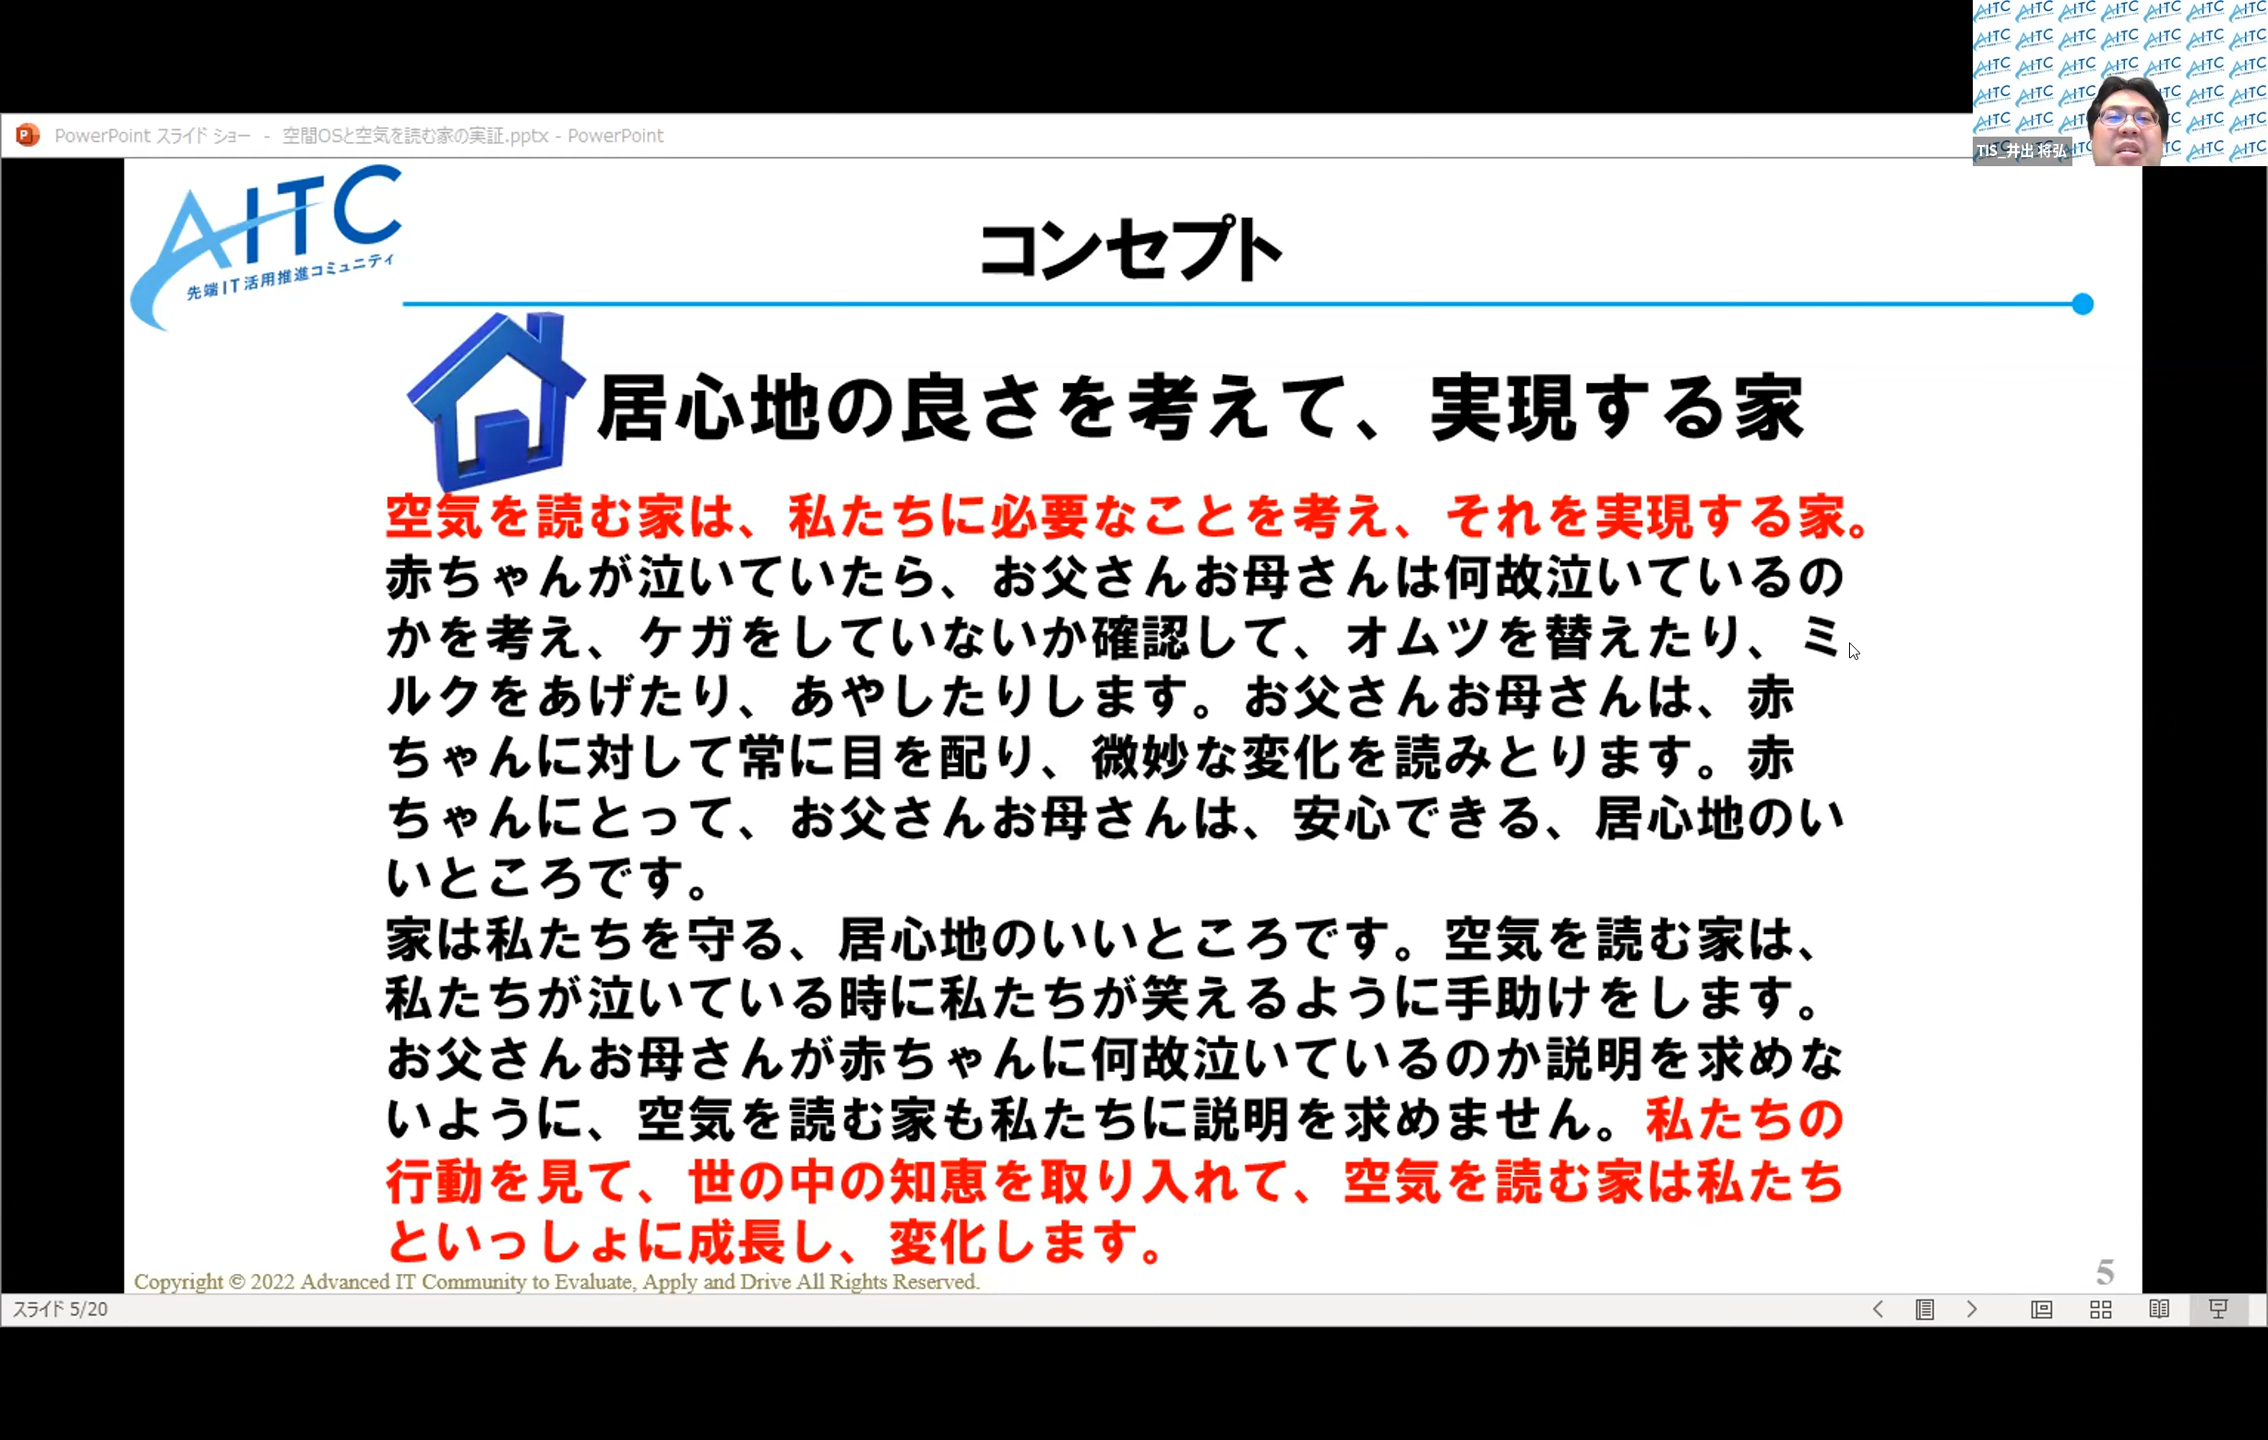 PowerPoint スライド ショー - 空間OSと空気を読む家の実証.pptx - PowerPoint
TIS_井出 将弘
AITC
先端IT活用推進コミュニティ
コンセプト
居心地の良さを考えて、実現する家
空気を読む家は、私たちに必要なことを考え、それを実現する家。
赤ちゃんが泣いていたら、お父さんお母さんは何故泣いているの
かを考え、ケガをしていないか確認して、オムツを替えたり、ミ
ルクをあげたり、あやしたりします。お父さんお母さんは、赤
ちゃんに対して常に目を配り、微妙な変化を読みとります。赤
ちゃんにとって、お父さんお母さんは、安心できる、居心地のい
いところです。
家は私たちを守る、居心地のいいところです。空気を読む家は、
私たちが泣いている時に私たちが笑えるように手助けをします。
お父さんお母さんが赤ちゃんに何故泣いているのか説明を求めな
いように、空気を読む家も私たちに説明を求めません。私たちの
行動を見て、世の中の知恵を取り入れて、空気を読む家は私たち
といっしょに成長し、変化します。
Copyright © 2022 Advanced IT Community to Evaluate, Apply and Drive All Rights Reserved.
5
スライド 5/20